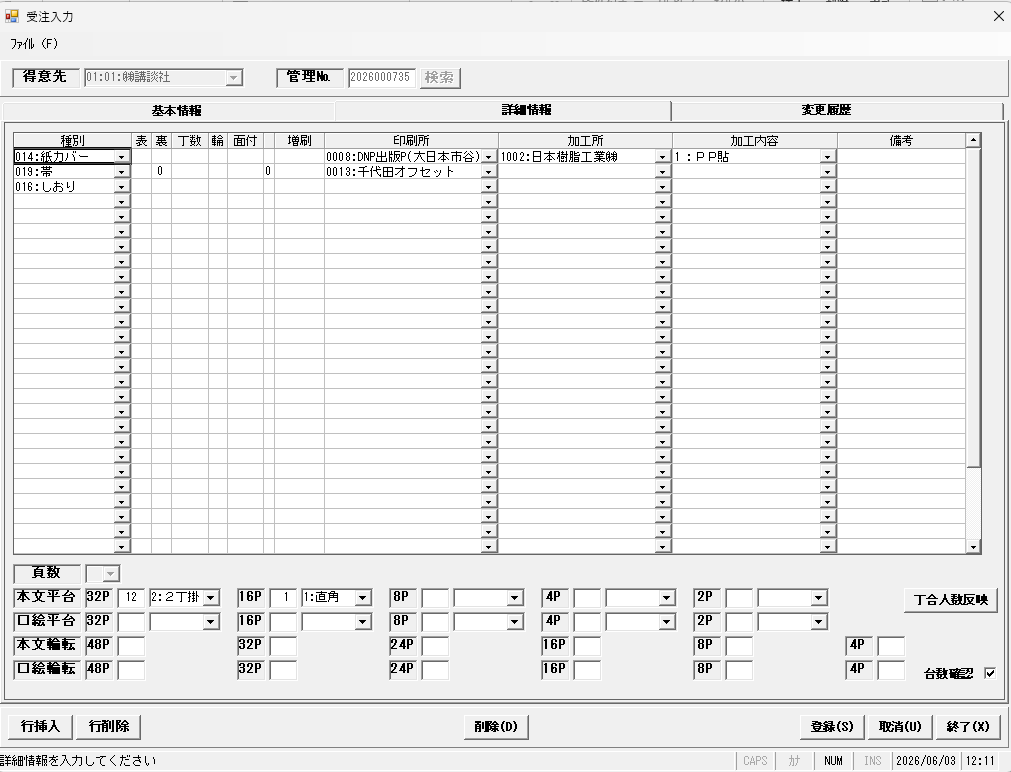 受注入力
ﾌｧｲﾙ (F)
得意先 01:01:㈱講談社 管理No. 2026000735 検索
基本情報 詳細情報 変更履歴
種別 表 裏 丁数 輪 面付 増刷 印刷所 加工所 加工内容 備考
014:紙カバー 0008:DNP出版P(大日本市谷) 1002:日本樹脂工業㈱ 1:PP貼
019:帯 0 0 0013:千代田オフセット
016:しおり
頁数
本文平台 32P 12 2:2丁掛 16P 1 1:直角 8P 4P 2P 丁合人数反映
口絵平台 32P 16P 8P 4P 2P
本文輪転 48P 32P 24P 16P 8P 4P
口絵輪転 48P 32P 24P 16P 8P 4P
台数確認
行挿入 行削除 削除(D) 登録(S) 取消(U) 終了(X)
詳細情報を入力してください CAPS ｶﾅ NUM INS 2026/06/03 12:11